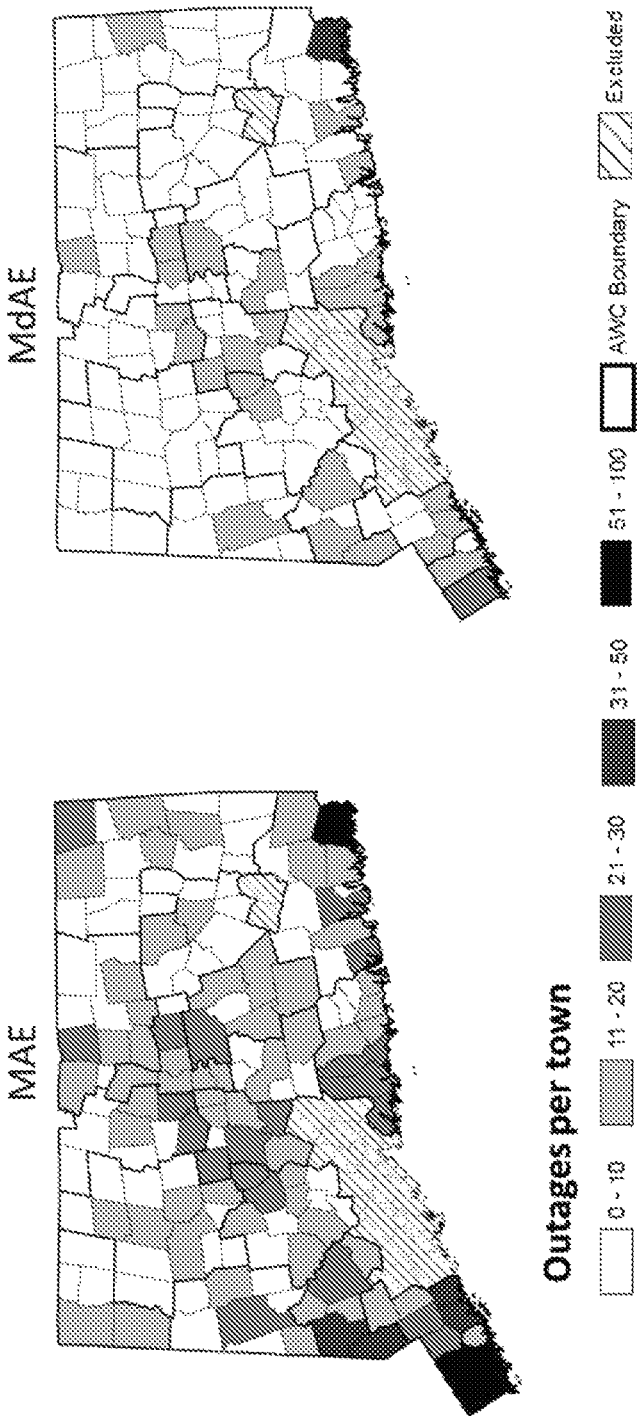 MAE
MdAE
Outages per town
0 - 10
11 - 20
21 - 30
31 - 50
51 - 100
AWC Boundary
Excluded